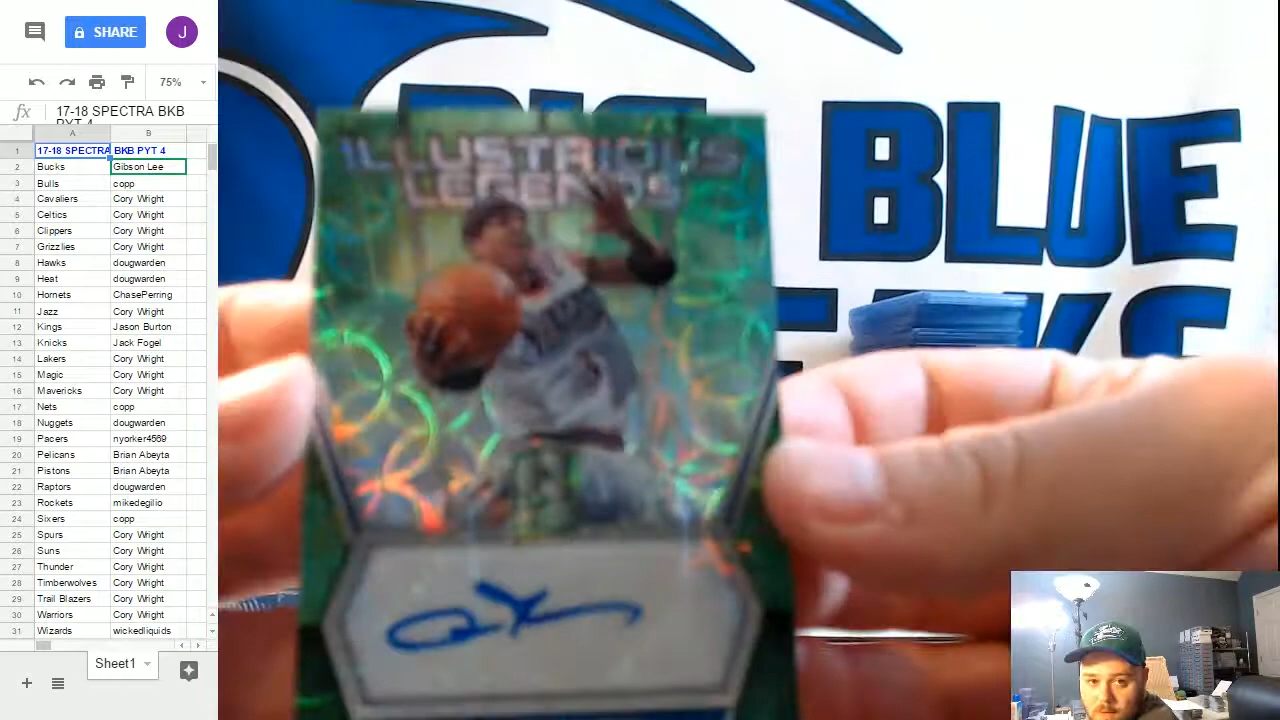 SHARE
J
75%
fx
17-18 SPECTRA BKB
PYT 4
A B
1 17-18 SPECTRA BKB PYT 4
2 Bucks Gibson Lee
3 Bulls copp
4 Cavaliers Cory Wright
5 Celtics Cory Wright
6 Clippers Cory Wright
7 Grizzlies Cory Wright
8 Hawks dougwarden
9 Heat dougwarden
10 Hornets ChasePerring
11 Jazz Cory Wright
12 Kings Jason Burton
13 Knicks Jack Fogel
14 Lakers Cory Wright
15 Magic Cory Wright
16 Mavericks Cory Wright
17 Nets copp
18 Nuggets dougwarden
19 Pacers nyorker4569
20 Pelicans Brian Abeyta
21 Pistons Brian Abeyta
22 Raptors dougwarden
23 Rockets mikedegilio
24 Sixers copp
25 Spurs Cory Wright
26 Suns Cory Wright
27 Thunder Cory Wright
28 Timberwolves Cory Wright
29 Trail Blazers Cory Wright
30 Warriors Cory Wright
31 Wizards wickedliquids
Sheet1
ILLUSTRIOUS
LEGENDS
BIG BLUE